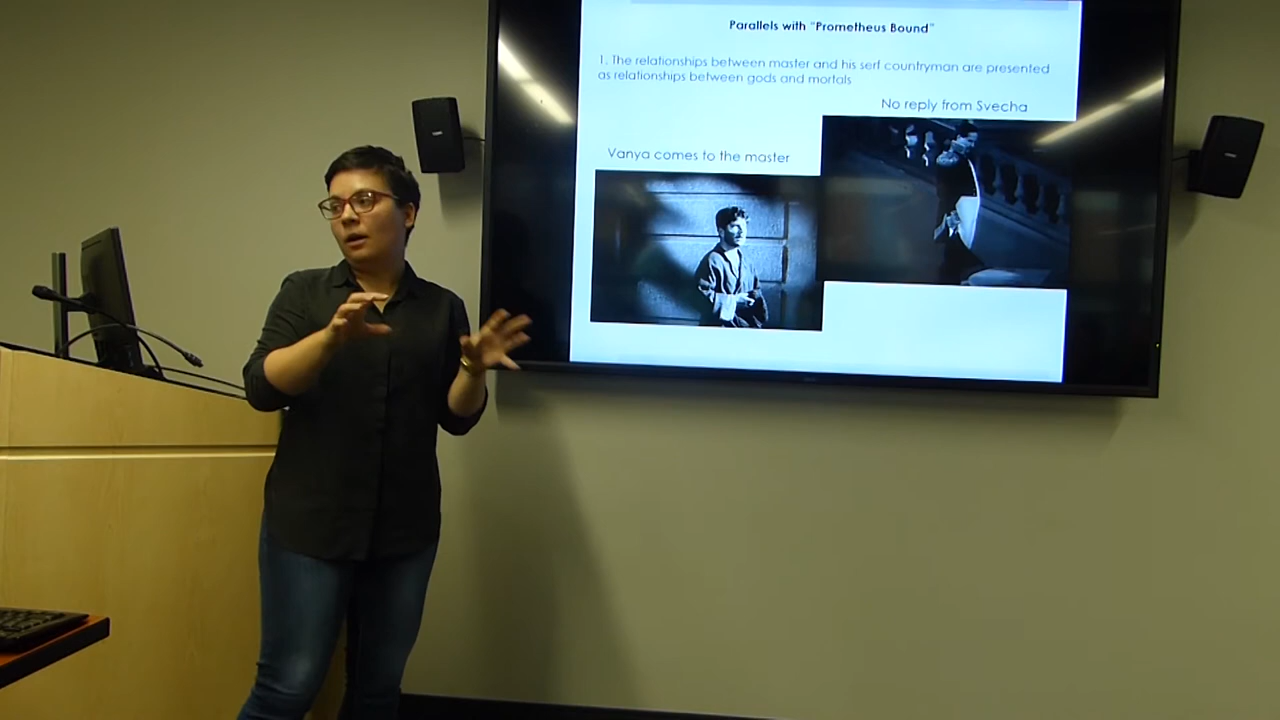 Parallels with "Prometheus Bound"
1. The relationships between master and his serf countryman are presented
as relationships between gods and mortals
No reply from Svecha
Vanya comes to the master